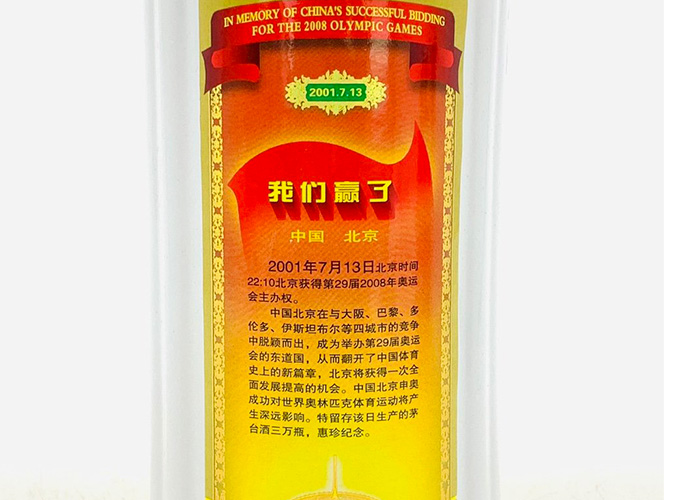 IN MEMORY OF CHINA'S SUCCESSFUL BIDDING
FOR THE 2008 OLYMPIC GAMES
2001.7.13
我们赢了
中国 北京
2001年7月13日北京时间
22:10北京获得第29届2008年奥运
会主办权。
中国北京在与大阪、巴黎、多
伦多、伊斯坦布尔等四城市的竞争
中脱颖而出，成为举办第29届奥运
会的东道国，从而翻开了中国体育
史上的新篇章，北京将获得一次全
面发展提高的机会。中国北京申奥
成功对世界奥林匹克体育运动将产
生深远影响。特留存该日生产的茅
台酒三万瓶，惠珍纪念。